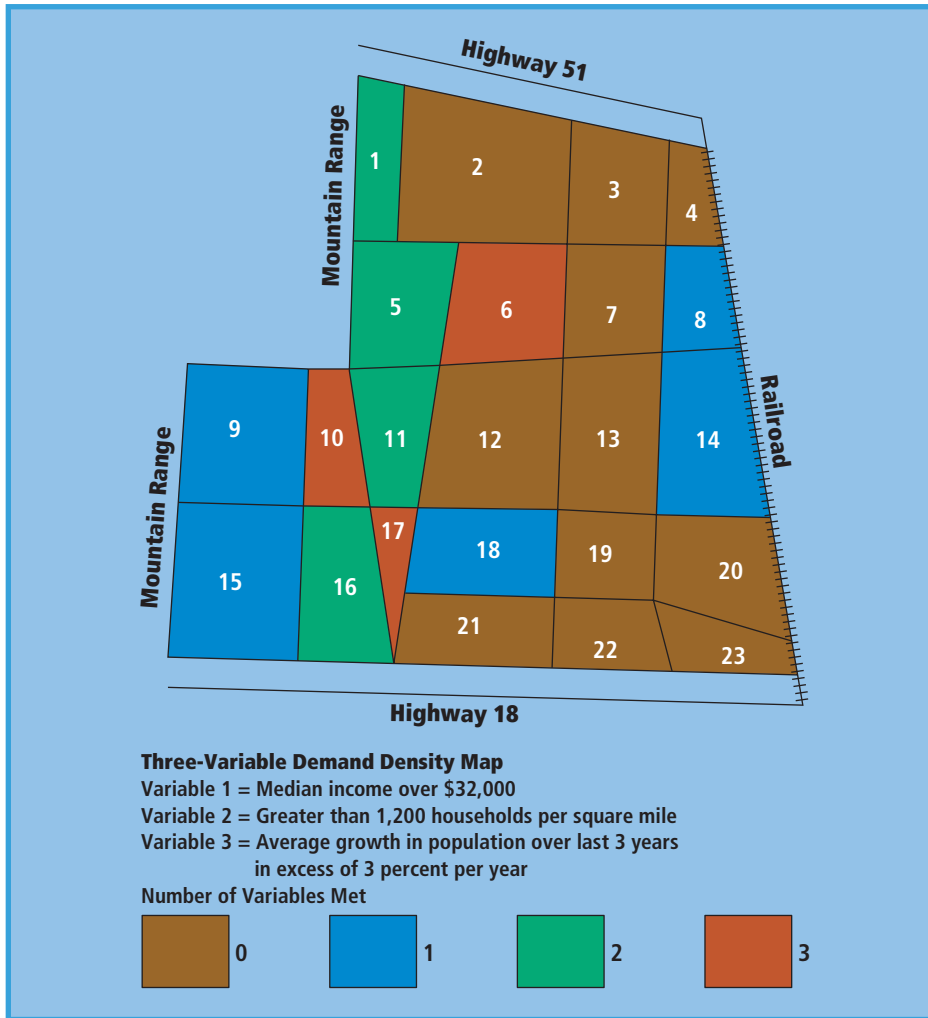 Highway 51
Mountain Range
1
2
3
4
5
6
7
8
Railroad
Mountain Range
9
10
11
12
13
14
15
16
17
18
19
20
21
22
23
Highway 18
Three-Variable Demand Density Map
Variable 1 = Median income over $32,000
Variable 2 = Greater than 1,200 households per square mile
Variable 3 = Average growth in population over last 3 years
in excess of 3 percent per year
Number of Variables Met
0
1
2
3